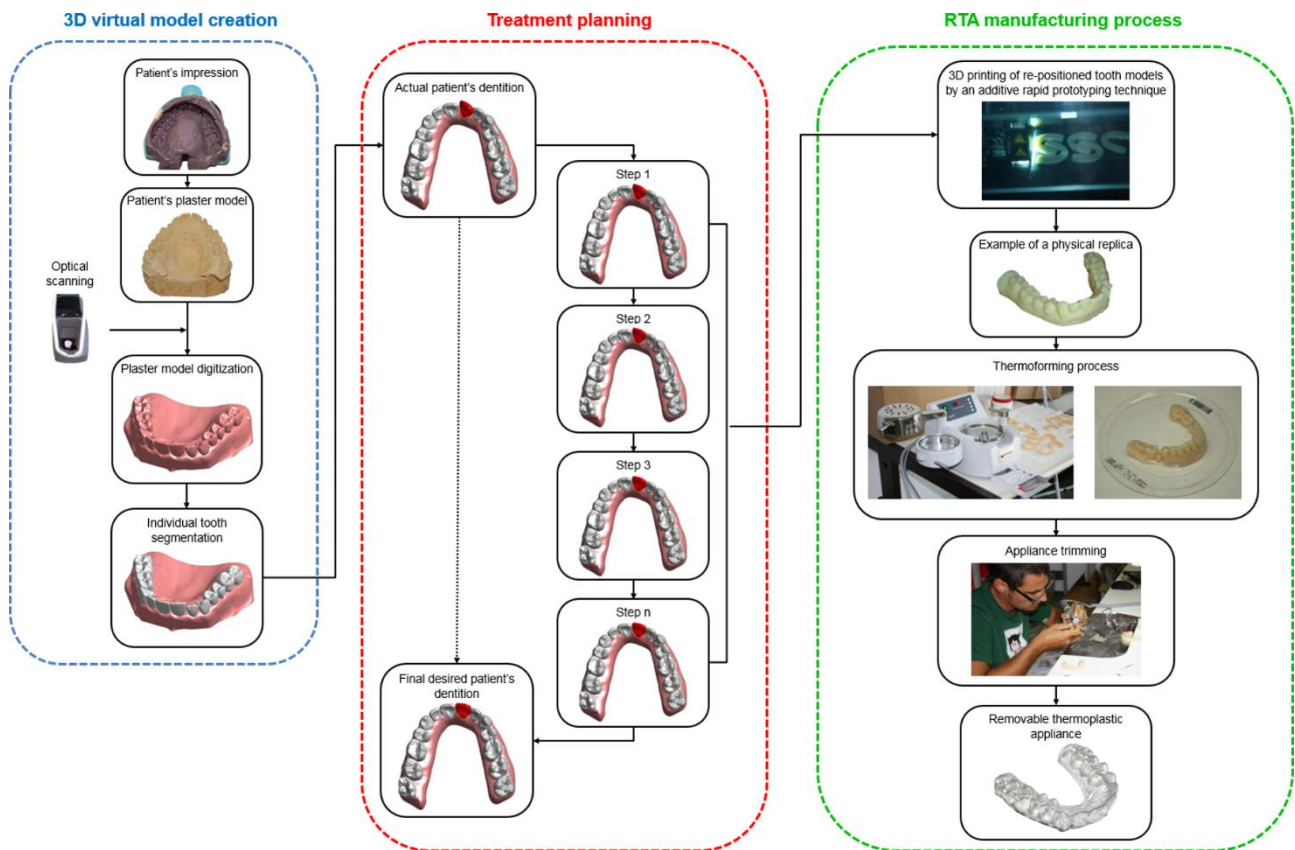 3D virtual model creation
Patient's impression
Patient's plaster model
Optical
scanning
Plaster model digitization
Individual tooth
segmentation
Treatment planning
Actual patient's dentition
Step 1
Step 2
Step 3
Step n
Final desired patient's
dentition
RTA manufacturing process
3D printing of re-positioned tooth models
by an additive rapid prototyping technique
Example of a physical replica
Thermoforming process
Appliance trimming
Removable thermoplastic
appliance